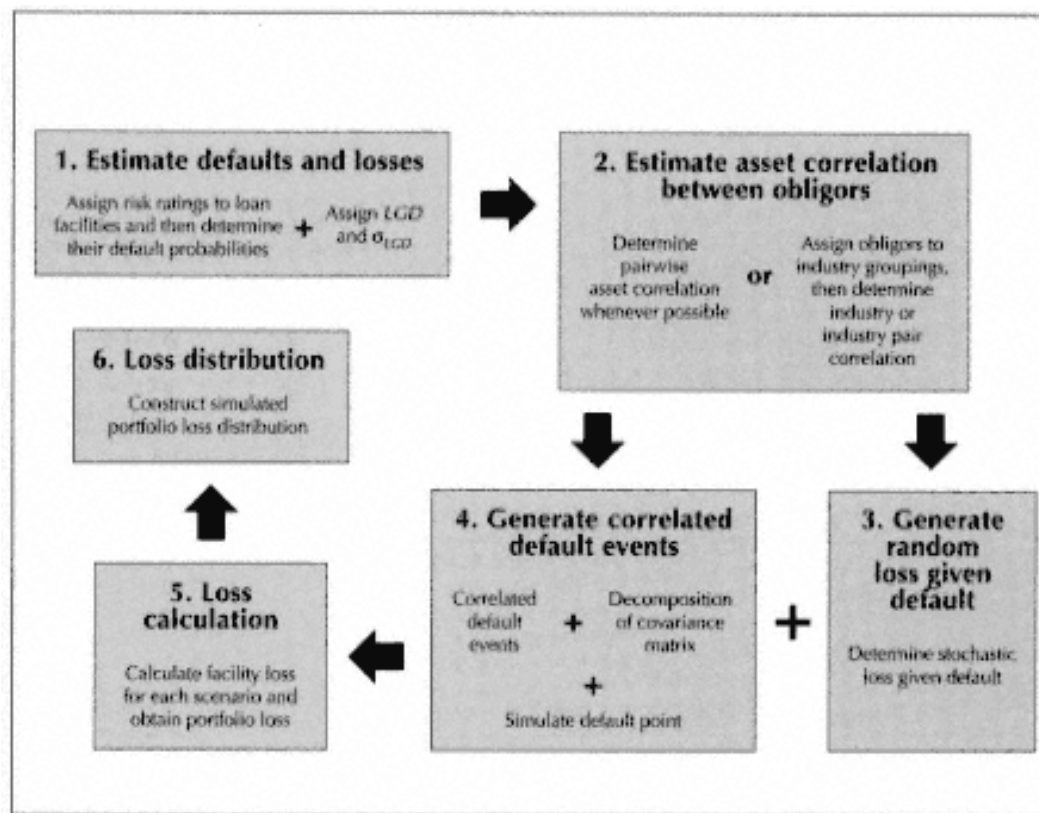 1. Estimate defaults and losses
Assign risk ratings to loan
facilities and then determine
their default probabilities
+
Assign LGD
and σLGD
2. Estimate asset correlation
between obligors
Determine
pairwise
asset correlation
whenever possible
or
Assign obligors to
industry groupings,
then determine
industry or
industry pair
correlation
3. Generate
random
loss given
default
Determine stochastic
loss given default
+
4. Generate correlated
default events
Correlated
default
events
+
Decomposition
of covariance
matrix
+
Simulate default point
5. Loss
calculation
Calculate facility loss
for each scenario and
obtain portfolio loss
6. Loss distribution
Construct simulated
portfolio loss distribution